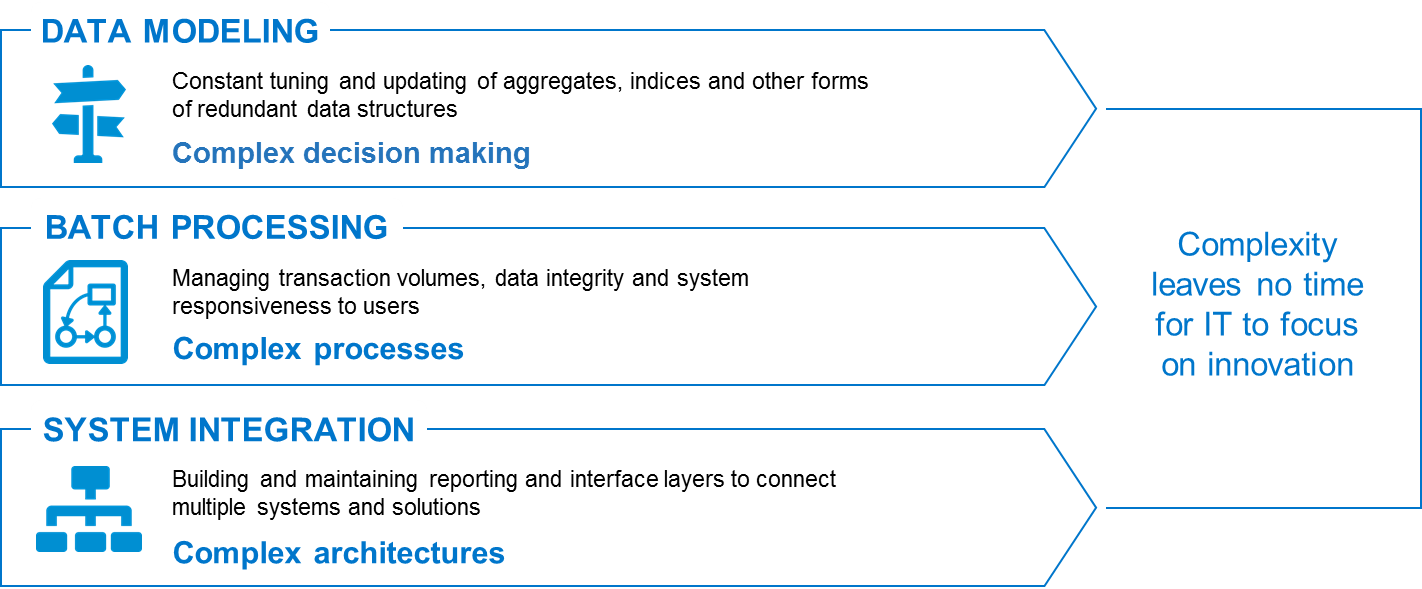 DATA MODELING
Constant tuning and updating of aggregates, indices and other forms
of redundant data structures
Complex decision making
BATCH PROCESSING
Managing transaction volumes, data integrity and system
responsiveness to users
Complex processes
SYSTEM INTEGRATION
Building and maintaining reporting and interface layers to connect
multiple systems and solutions
Complex architectures
Complexity
leaves no time
for IT to focus
on innovation